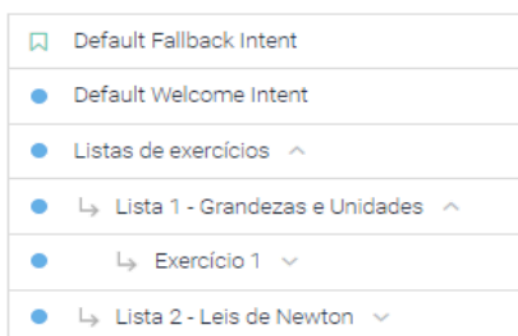 Default Fallback Intent
Default Welcome Intent
Listas de exercícios
Lista 1 - Grandezas e Unidades
Exercício 1
Lista 2 - Leis de Newton